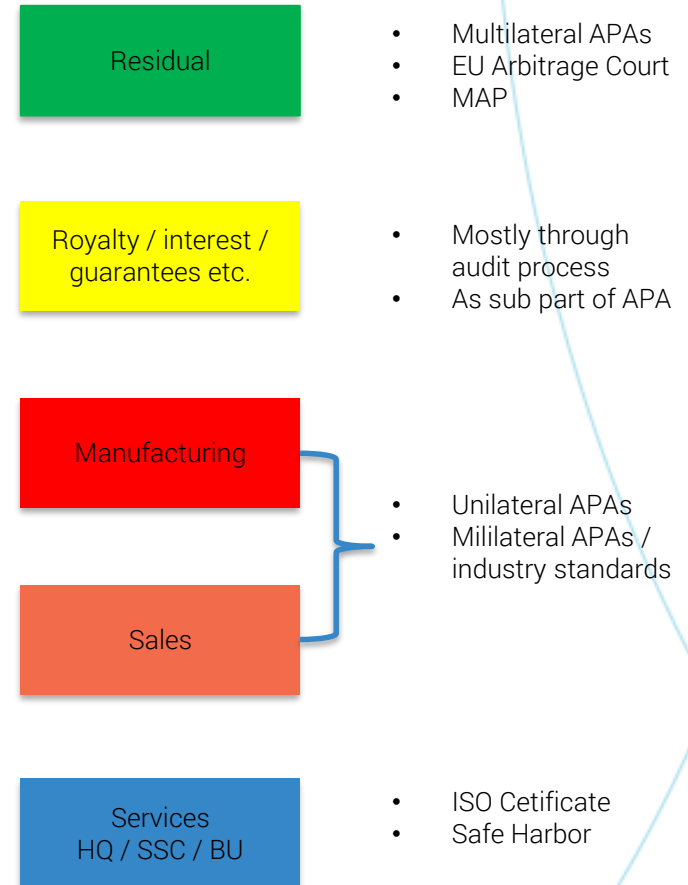 Residual
• Multilateral APAs
• EU Arbitrage Court
• MAP
Royalty / interest /
guarantees etc.
• Mostly through
audit process
• As sub part of APA
Manufacturing
Sales
• Unilateral APAs
• Mililateral APAs /
industry standards
Services
HQ / SSC / BU
• ISO Cetificate
• Safe Harbor